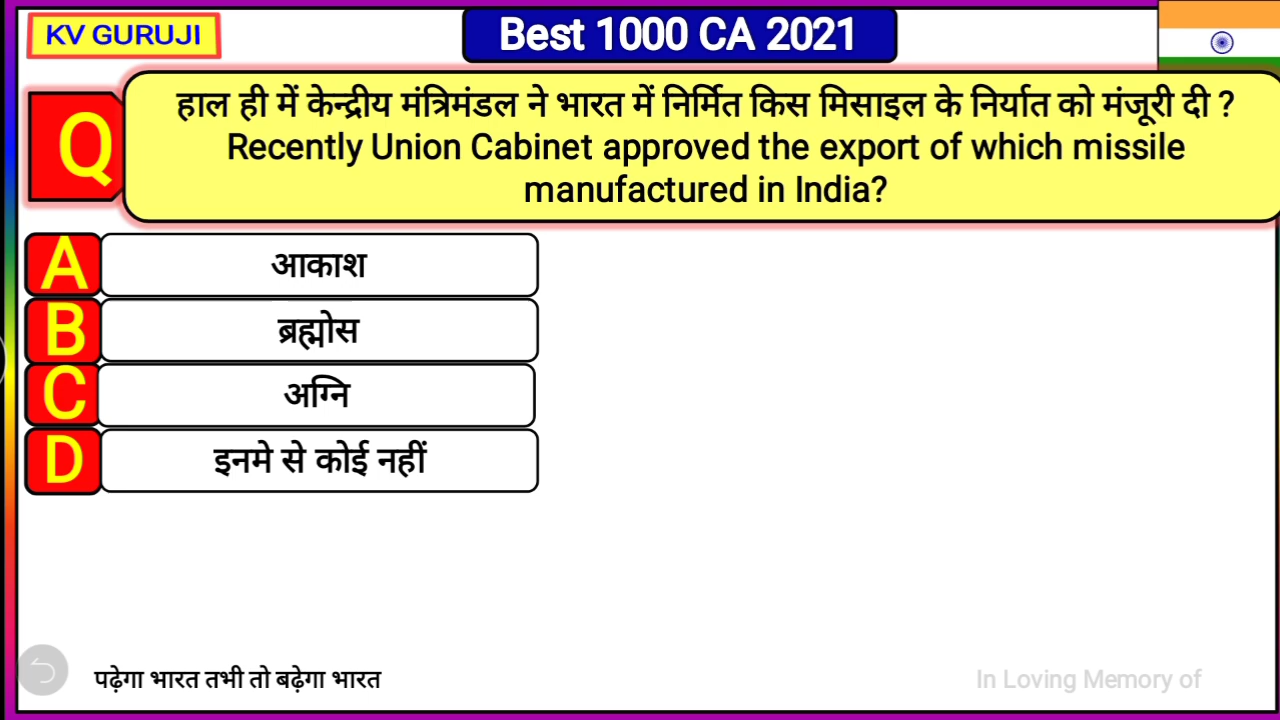 KV GURUJI
Best 1000 CA 2021
Q
हाल ही में केन्द्रीय मंत्रिमंडल ने भारत में निर्मित किस मिसाइल के निर्यात को मंजूरी दी ?
Recently Union Cabinet approved the export of which missile
manufactured in India?
A आकाश
B ब्रह्मोस
C अग्नि
D इनमे से कोई नहीं
पढ़ेगा भारत तभी तो बढ़ेगा भारत
In Loving Memory of